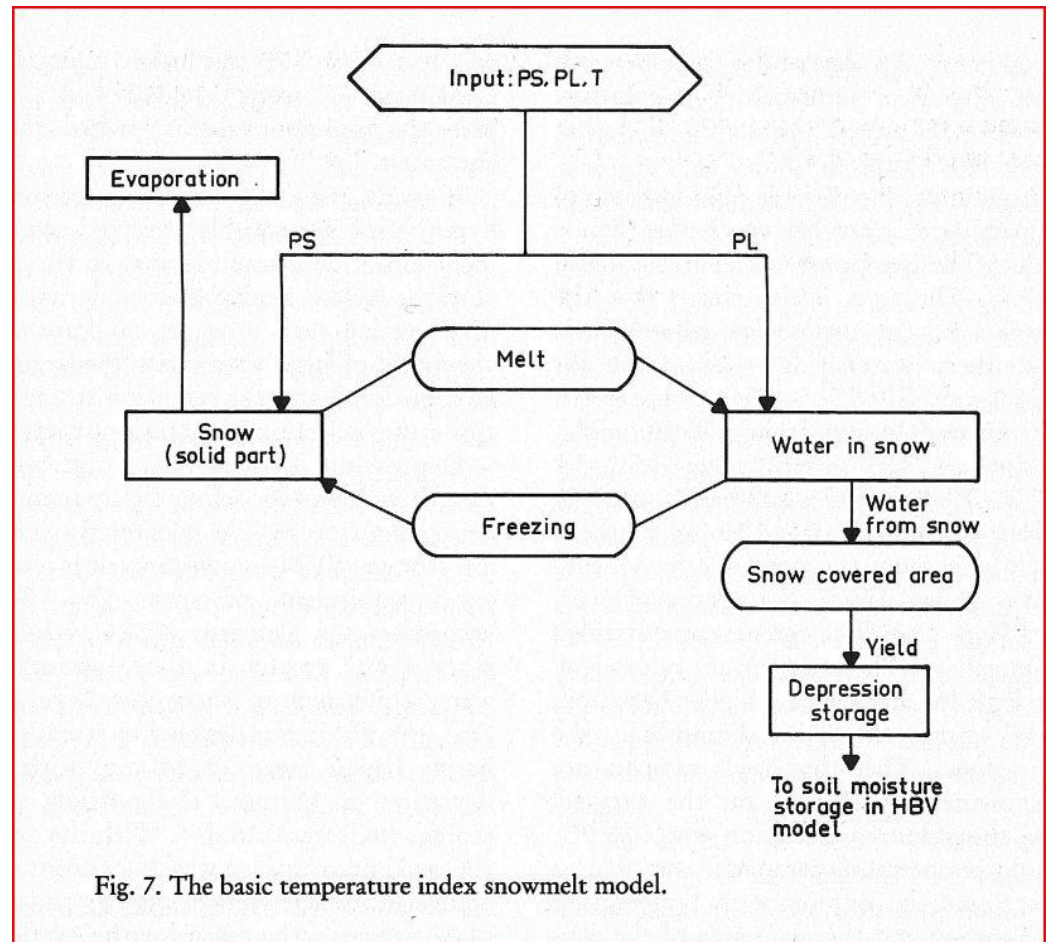 Input: PS, PL, T
Evaporation
PS
PL
Melt
Snow
(solid part)
Water in snow
Freezing
Water
from snow
Snow covered area
Yield
Depression
storage
To soil moisture
storage in HBV
model
Fig. 7. The basic temperature index snowmelt model.